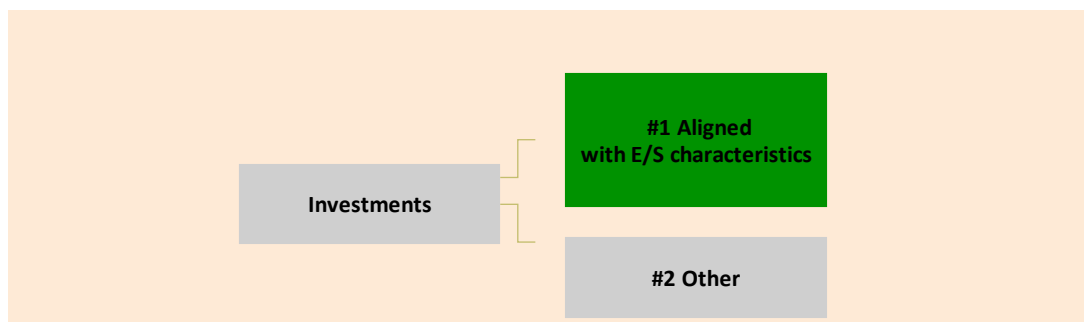 #1 Aligned
with E/S characteristics
Investments
#2 Other